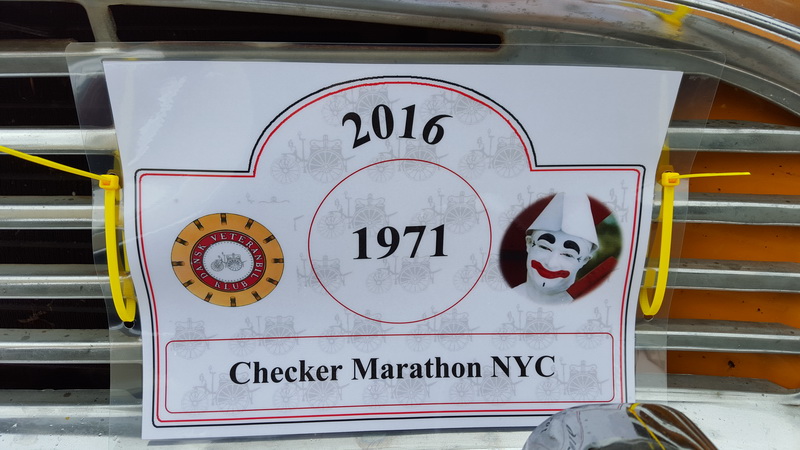 2016
1971
DANSK VETERANBIL
KLUB
Checker Marathon NYC